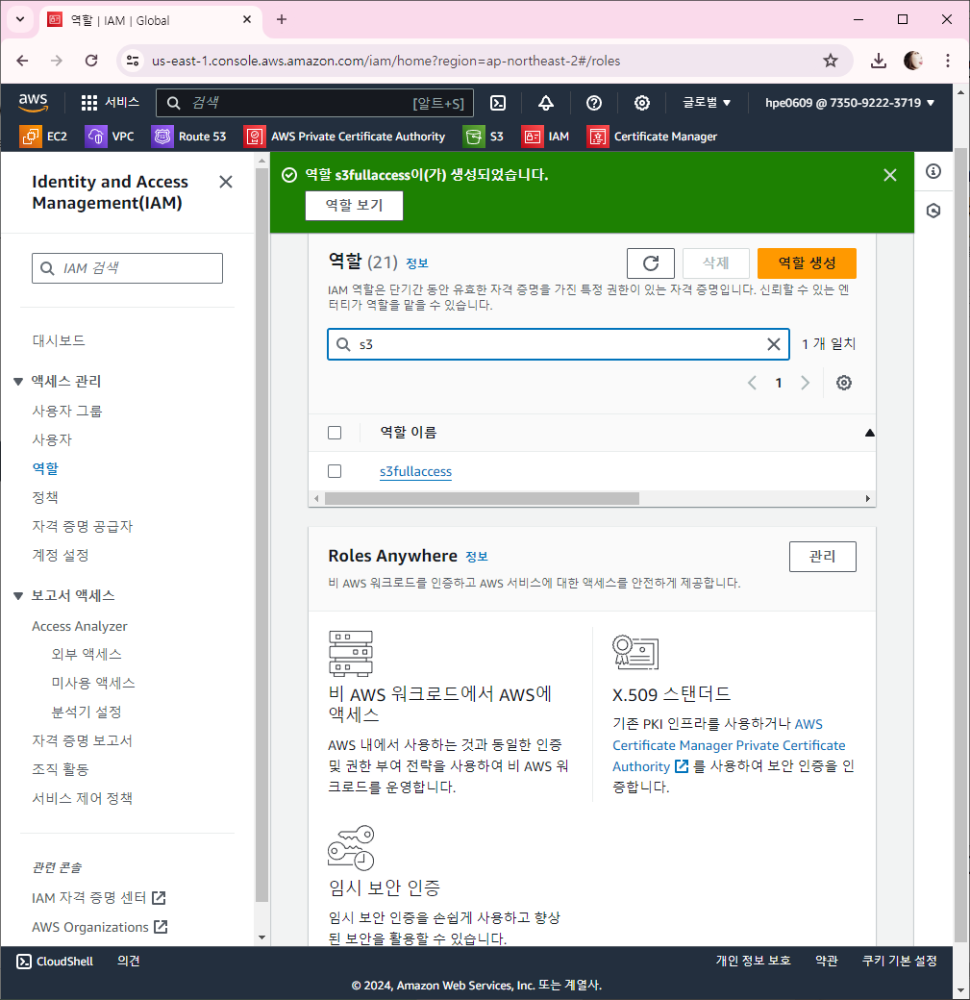 역할 | IAM | Global
us-east-1.console.aws.amazon.com/iam/home?region=ap-northeast-2#/roles
aws
서비스
검색
[알트+S]
글로벌 ▼
hpe0609 @ 7350-9222-3719 ▼
EC2
VPC
Route 53
AWS Private Certificate Authority
S3
IAM
Certificate Manager
Identity and Access
Management(IAM)
IAM 검색
대시보드
액세스 관리
사용자 그룹
사용자
역할
정책
자격 증명 공급자
계정 설정
보고서 액세스
Access Analyzer
외부 액세스
미사용 액세스
분석기 설정
자격 증명 보고서
조직 활동
서비스 제어 정책
관련 콘솔
IAM 자격 증명 센터
AWS Organizations
역할 s3fullaccess이(가) 생성되었습니다.
역할 보기
역할 (21) 정보
삭제
역할 생성
IAM 역할은 단기간 동안 유효한 자격 증명을 가진 특정 권한이 있는 자격 증명입니다. 신뢰할 수 있는 엔
터티가 역할을 맡을 수 있습니다.
s3
1 개 일치
1
역할 이름
s3fullaccess
Roles Anywhere 정보
관리
비 AWS 워크로드를 인증하고 AWS 서비스에 대한 액세스를 안전하게 제공합니다.
비 AWS 워크로드에서 AWS에
액세스
AWS 내에서 사용하는 것과 동일한 인증
및 권한 부여 전략을 사용하여 비 AWS 워
크로드를 운영합니다.
X.509 스탠더드
기존 PKI 인프라를 사용하거나 AWS
Certificate Manager Private Certificate
Authority 를 사용하여 보안 인증을 인
증합니다.
임시 보안 인증
임시 보안 인증을 손쉽게 사용하고 향상
된 보안을 활용할 수 있습니다.
CloudShell
의견
개인 정보 보호
약관
쿠키 기본 설정
© 2024, Amazon Web Services, Inc. 또는 계열사.